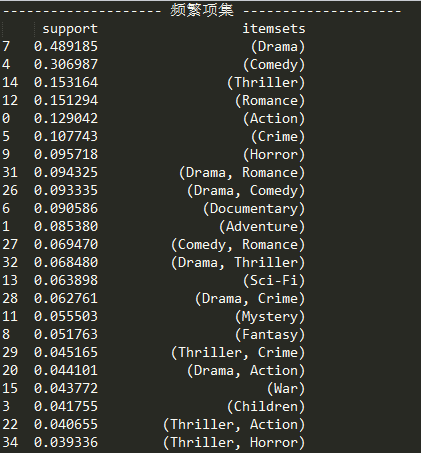 -------------------- 频繁项集 --------------------
support itemsets
7 0.489185 (Drama)
4 0.306987 (Comedy)
14 0.153164 (Thriller)
12 0.151294 (Romance)
0 0.129042 (Action)
5 0.107743 (Crime)
9 0.095718 (Horror)
31 0.094325 (Drama, Romance)
26 0.093335 (Drama, Comedy)
6 0.090586 (Documentary)
1 0.085380 (Adventure)
27 0.069470 (Comedy, Romance)
32 0.068480 (Drama, Thriller)
13 0.063898 (Sci-Fi)
28 0.062761 (Drama, Crime)
11 0.055503 (Mystery)
8 0.051763 (Fantasy)
29 0.045165 (Thriller, Crime)
20 0.044101 (Drama, Action)
15 0.043772 (War)
3 0.041755 (Children)
22 0.040655 (Thriller, Action)
34 0.039336 (Thriller, Horror)